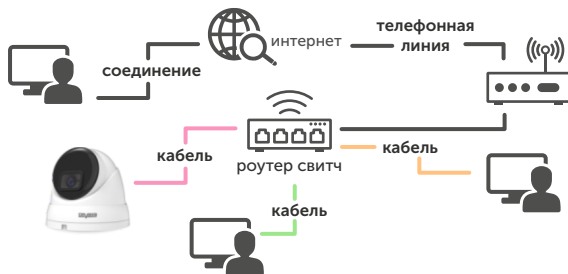 телефонная
линия
интернет
соединение
кабель
роутер свитч
кабель
кабель